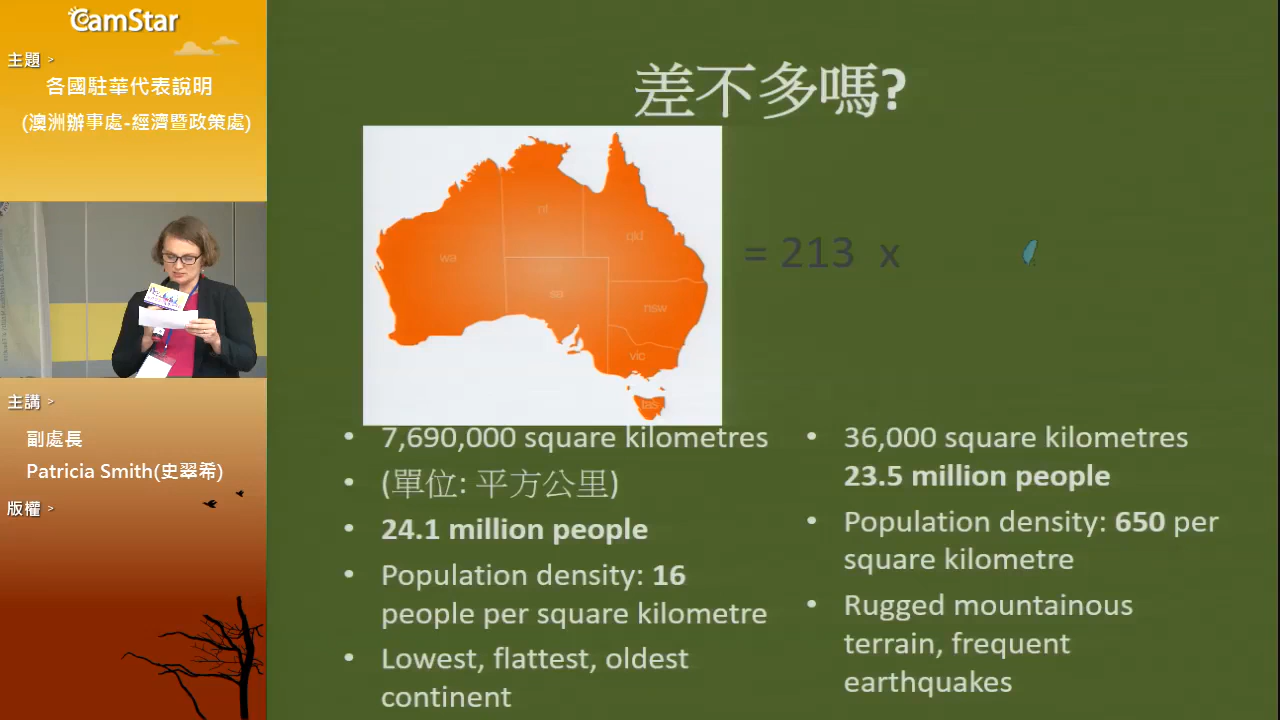 CamStar
主題 >
各國駐華代表說明
(澳洲辦事處-經濟暨政策處)
主講 >
副處長
Patricia Smith(史翠希)
版權 >
差不多嗎?
wa
nt
qld
sa
nsw
vic
tas
= 213 x
• 7,690,000 square kilometres
• (單位: 平方公里)
• 24.1 million people
• Population density: 16
people per square kilometre
• Lowest, flattest, oldest
continent
• 36,000 square kilometres
23.5 million people
• Population density: 650 per
square kilometre
• Rugged mountainous
terrain, frequent
earthquakes